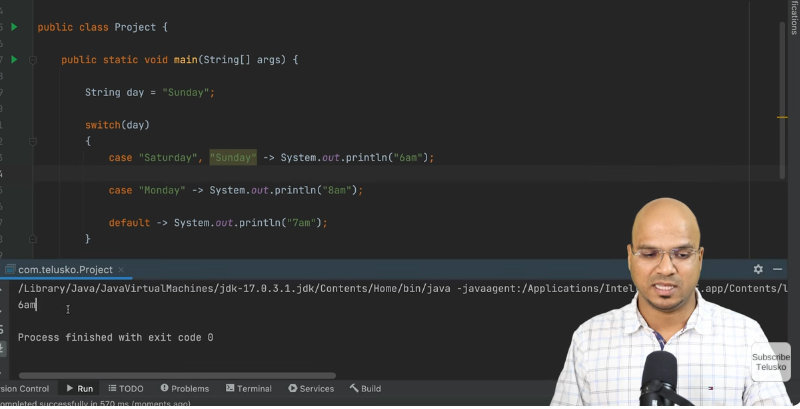 fications
public class Project {
public static void main(String[] args) {
String day = "Sunday";
switch(day)
{
case "Saturday", "Sunday" -> System.out.println("6am");
case "Monday" -> System.out.println("8am");
default -> System.out.println("7am");
}
com.telusko.Project
/Library/Java/JavaVirtualMachines/jdk-17.0.3.1.jdk/Contents/Home/bin/java -javaagent:/Applications/Intel .app/Contents/l
6am
Process finished with exit code 0
Subscribe
Telusko
rsion Control Run TODO Problems Terminal Services Build
completed successfully in 570 ms (moments ago)